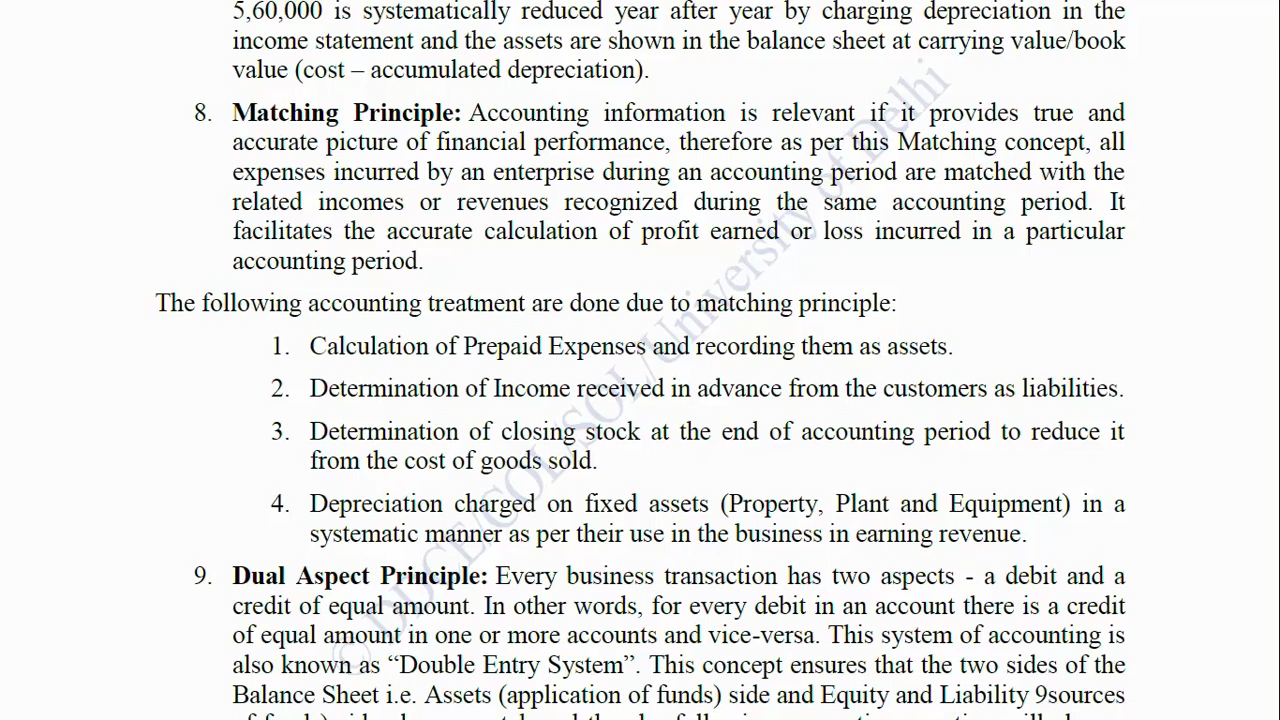 5,60,000 is systematically reduced year after year by charging depreciation in the
income statement and the assets are shown in the balance sheet at carrying value/book
value (cost – accumulated depreciation).
8. Matching Principle: Accounting information is relevant if it provides true and
accurate picture of financial performance, therefore as per this Matching concept, all
expenses incurred by an enterprise during an accounting period are matched with the
related incomes or revenues recognized during the same accounting period. It
facilitates the accurate calculation of profit earned or loss incurred in a particular
accounting period.
The following accounting treatment are done due to matching principle:
1. Calculation of Prepaid Expenses and recording them as assets.
2. Determination of Income received in advance from the customers as liabilities.
3. Determination of closing stock at the end of accounting period to reduce it
from the cost of goods sold.
4. Depreciation charged on fixed assets (Property, Plant and Equipment) in a
systematic manner as per their use in the business in earning revenue.
9. Dual Aspect Principle: Every business transaction has two aspects - a debit and a
credit of equal amount. In other words, for every debit in an account there is a credit
of equal amount in one or more accounts and vice-versa. This system of accounting is
also known as “Double Entry System”. This concept ensures that the two sides of the
Balance Sheet i.e. Assets (application of funds) side and Equity and Liability 9sources
© DDCE/COL/SOL/University of Delhi